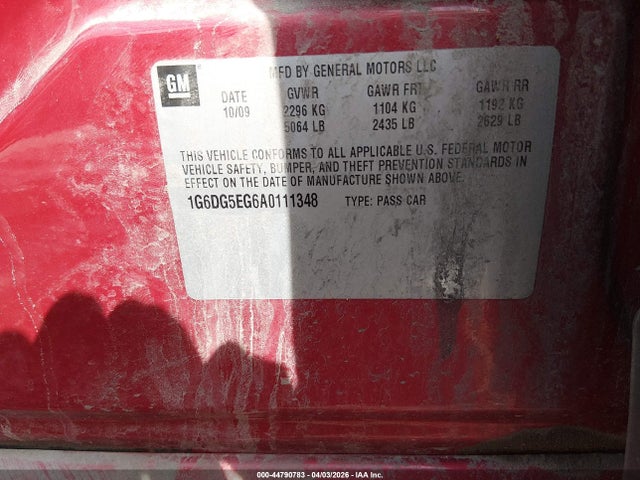 GM
MFD BY GENERAL MOTORS LLC
DATE GVWR GAWR FRT GAWR RR
10/09 2296 KG 1104 KG 1192 KG
5064 LB 2435 LB 2629 LB
THIS VEHICLE CONFORMS TO ALL APPLICABLE U.S. FEDERAL MOTOR
VEHICLE SAFETY, BUMPER, AND THEFT PREVENTION STANDARDS IN
EFFECT ON THE DATE OF MANUFACTURE SHOWN ABOVE.
1G6DG5EG6A0111348 TYPE: PASS CAR
000-44790783 - 04/03/2026 - IAA Inc.